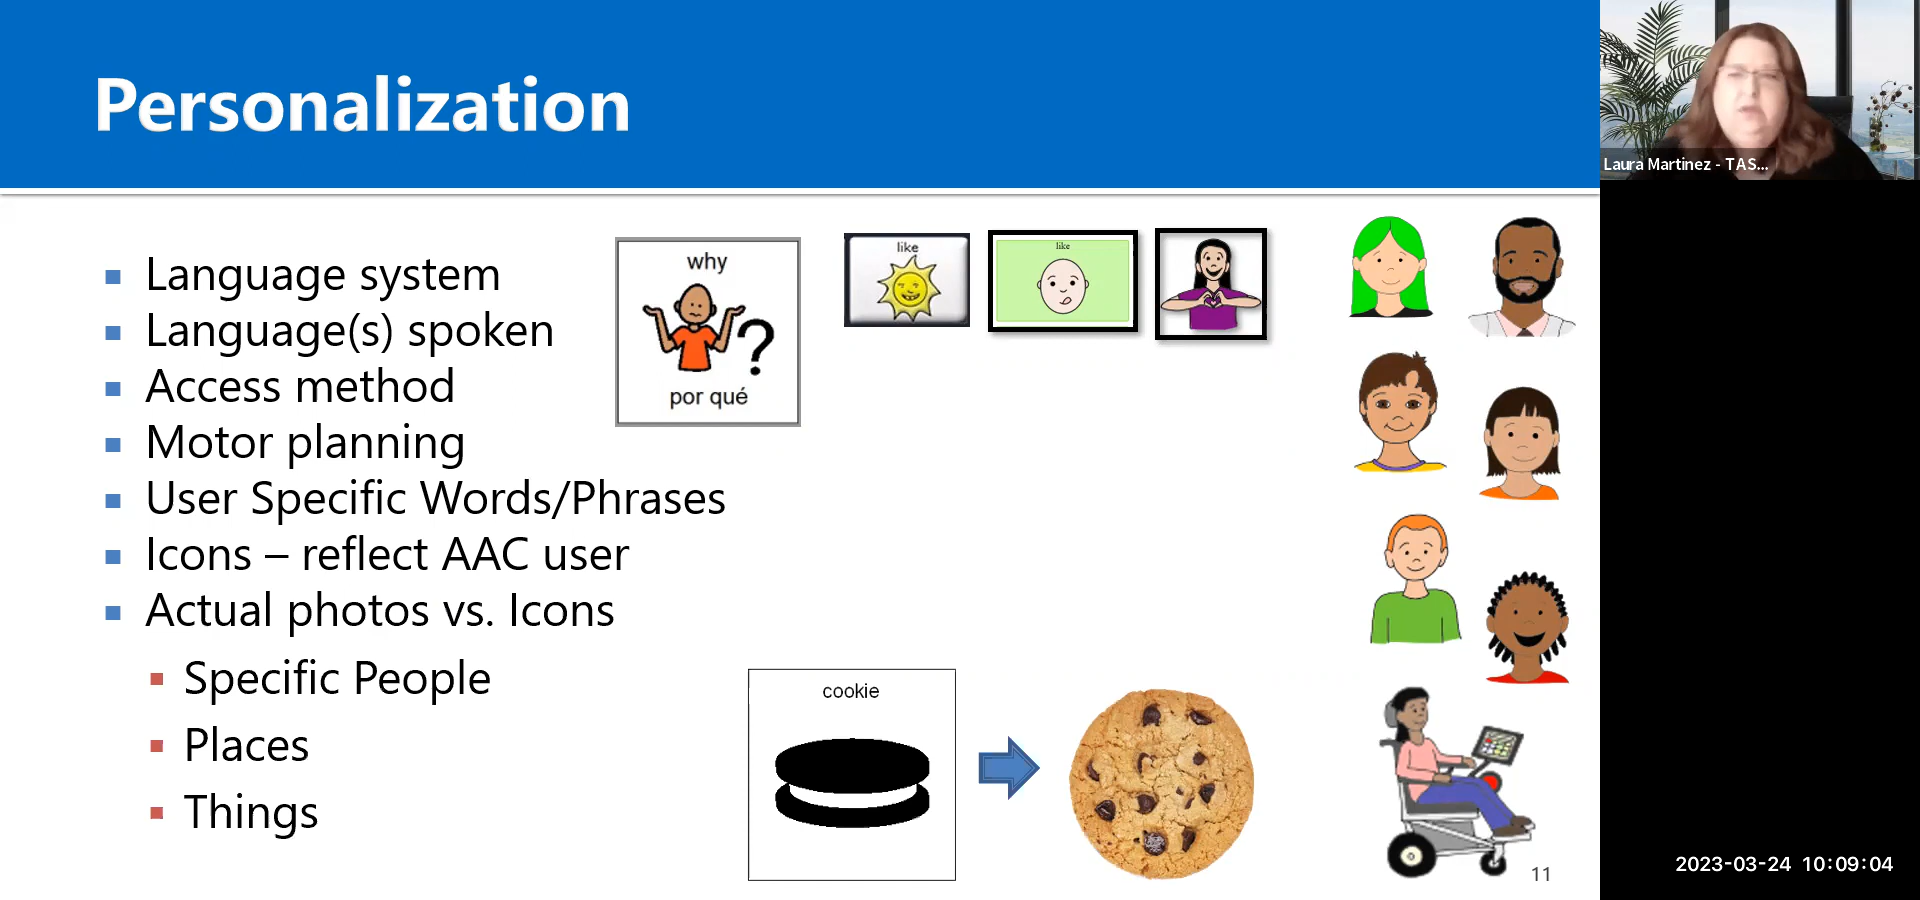 Personalization
Language system
Language(s) spoken
Access method
Motor planning
User Specific Words/Phrases
Icons – reflect AAC user
Actual photos vs. Icons
Specific People
Places
Things
why
por qué
like
like
cookie
11
Laura Martinez - TAS...
2023-03-24 10:09:04